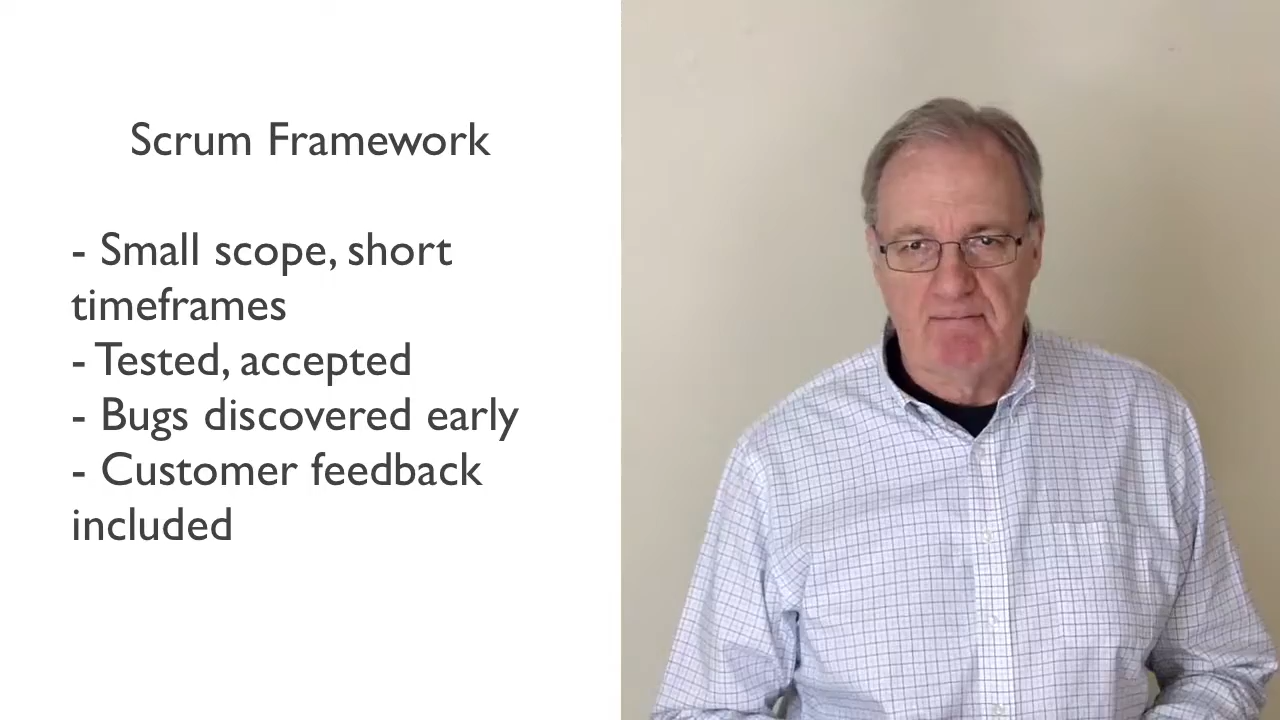 Scrum Framework
- Small scope, short
timeframes
- Tested, accepted
- Bugs discovered early
- Customer feedback
included